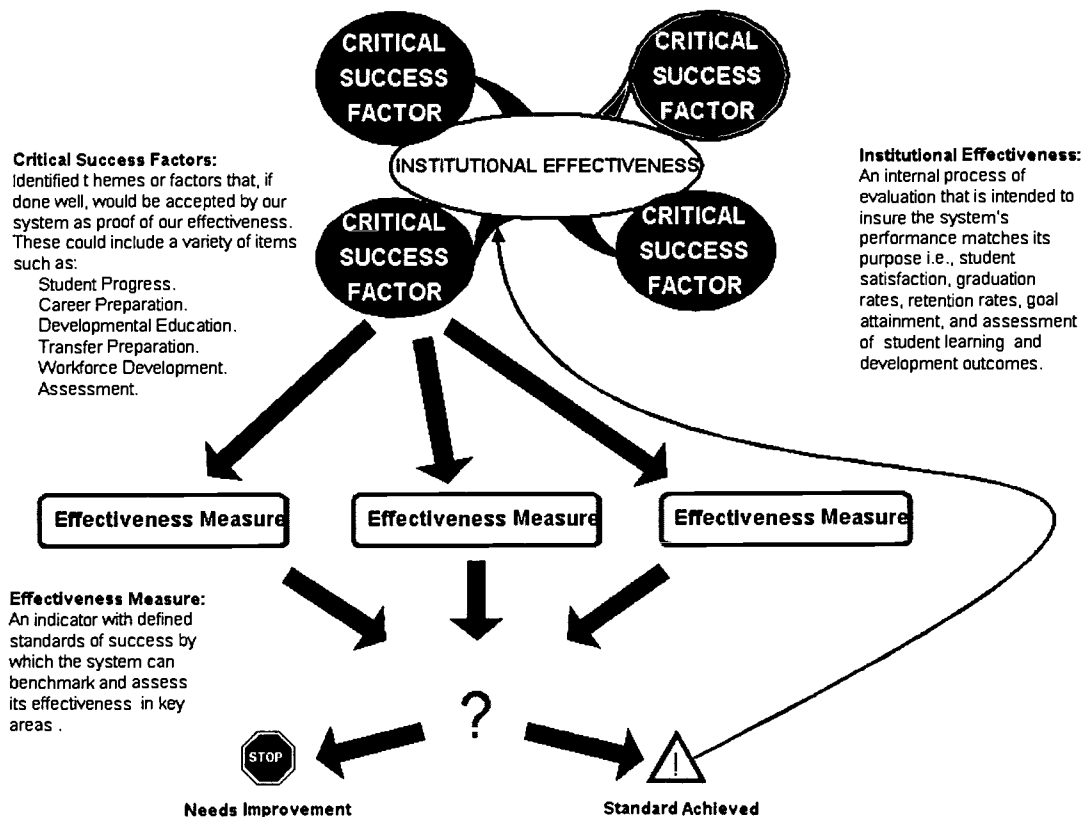 CRITICAL
SUCCESS
FACTOR
CRITICAL
SUCCESS
FACTOR
INSTITUTIONAL EFFECTIVENESS
CRITICAL
SUCCESS
FACTOR
CRITICAL
SUCCESS
FACTOR
Critical Success Factors:
Identified t hemes or factors that, if
done well, would be accepted by our
system as proof of our effectiveness.
These could include a variety of items
such as:
Student Progress.
Career Preparation.
Developmental Education.
Transfer Preparation.
Workforce Development.
Assessment.
Institutional Effectiveness:
An internal process of
evaluation that is intended to
insure the system's
performance matches its
purpose i.e., student
satisfaction, graduation
rates, retention rates, goal
attainment, and assessment
of student learning and
development outcomes.
Effectiveness Measure
Effectiveness Measure
Effectiveness Measure
Effectiveness Measure:
An indicator with defined
standards of success by
which the system can
benchmark and assess
its effectiveness in key
areas .
?
STOP
!
Needs Improvement
Standard Achieved